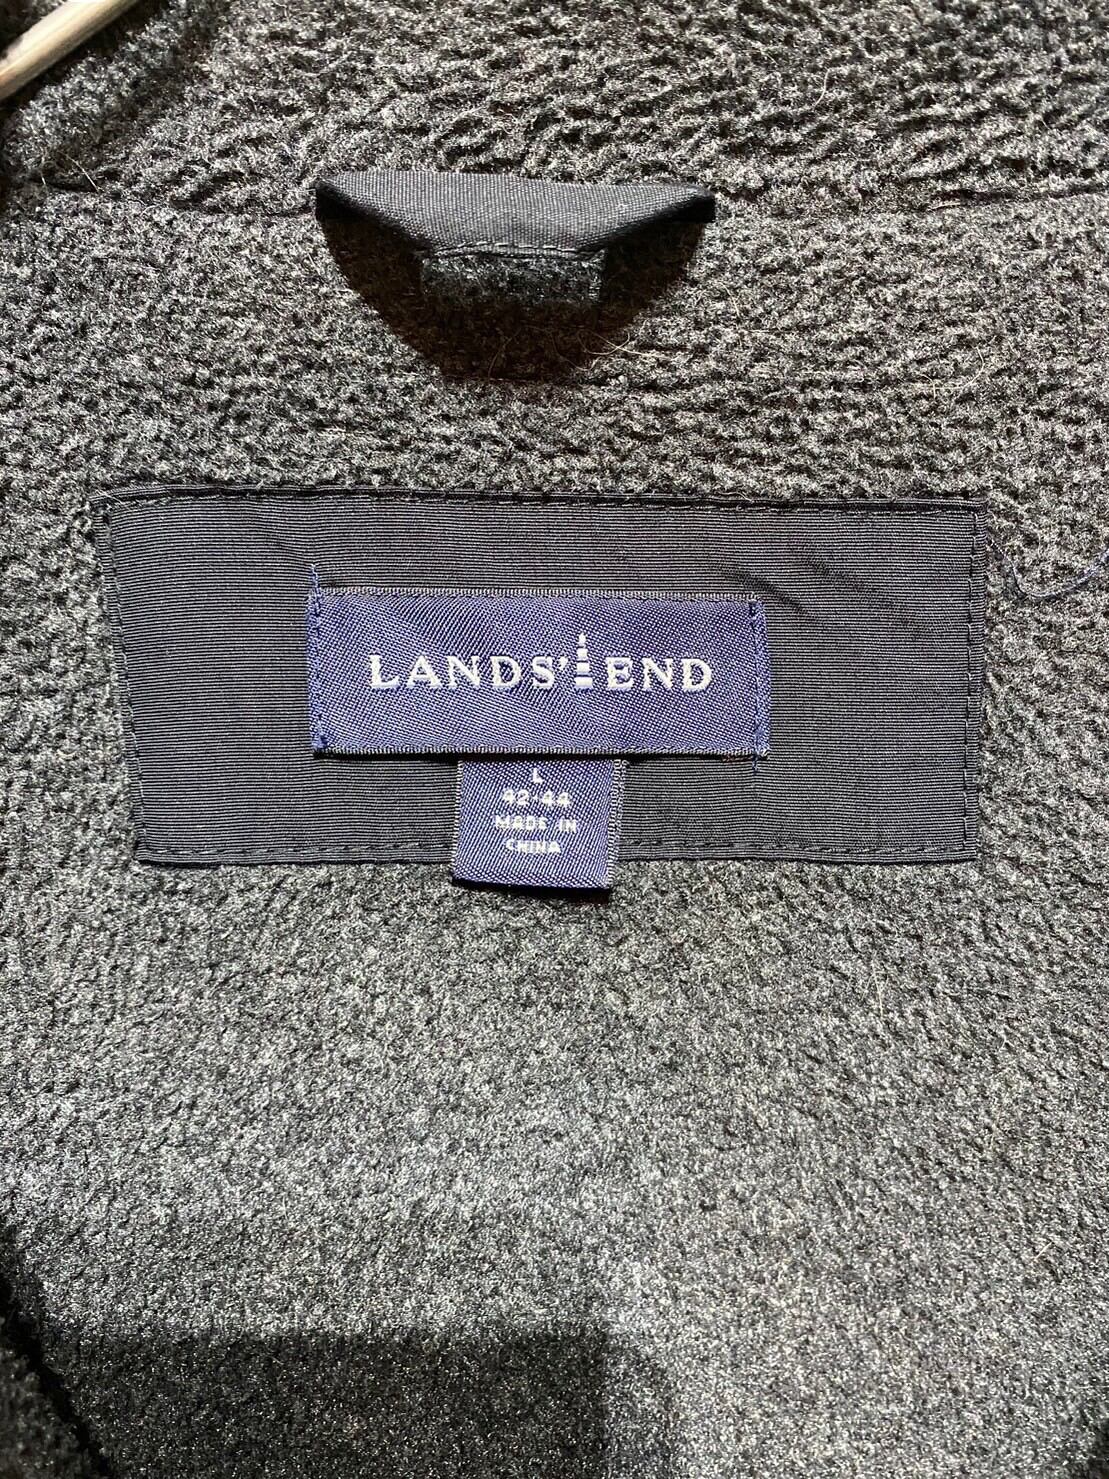 LANDS' END
L
42-44
MADE IN
CHINA